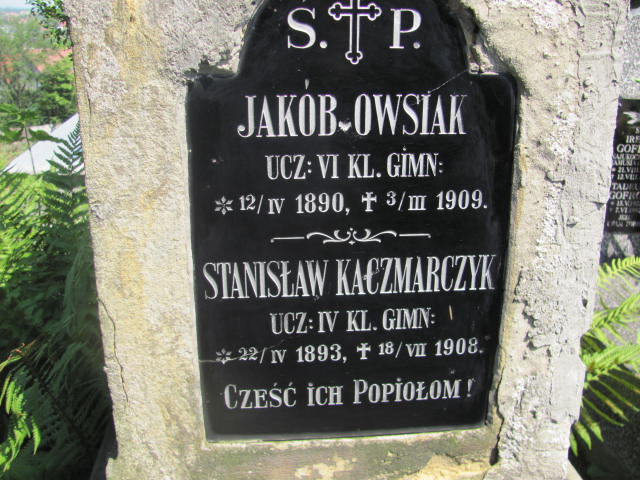 S. P.
JAKÓB OWSIAK
UCZ: VI KL. GIMN:
* 12/IV 1890, ✝ 3/III 1909.
STANISŁAW KACZMARCZYK
UCZ: IV KL. GIMN:
* 22/IV 1893, ✝ 18/VII 1908.
CZEŚĆ ICH POPIOŁOM!